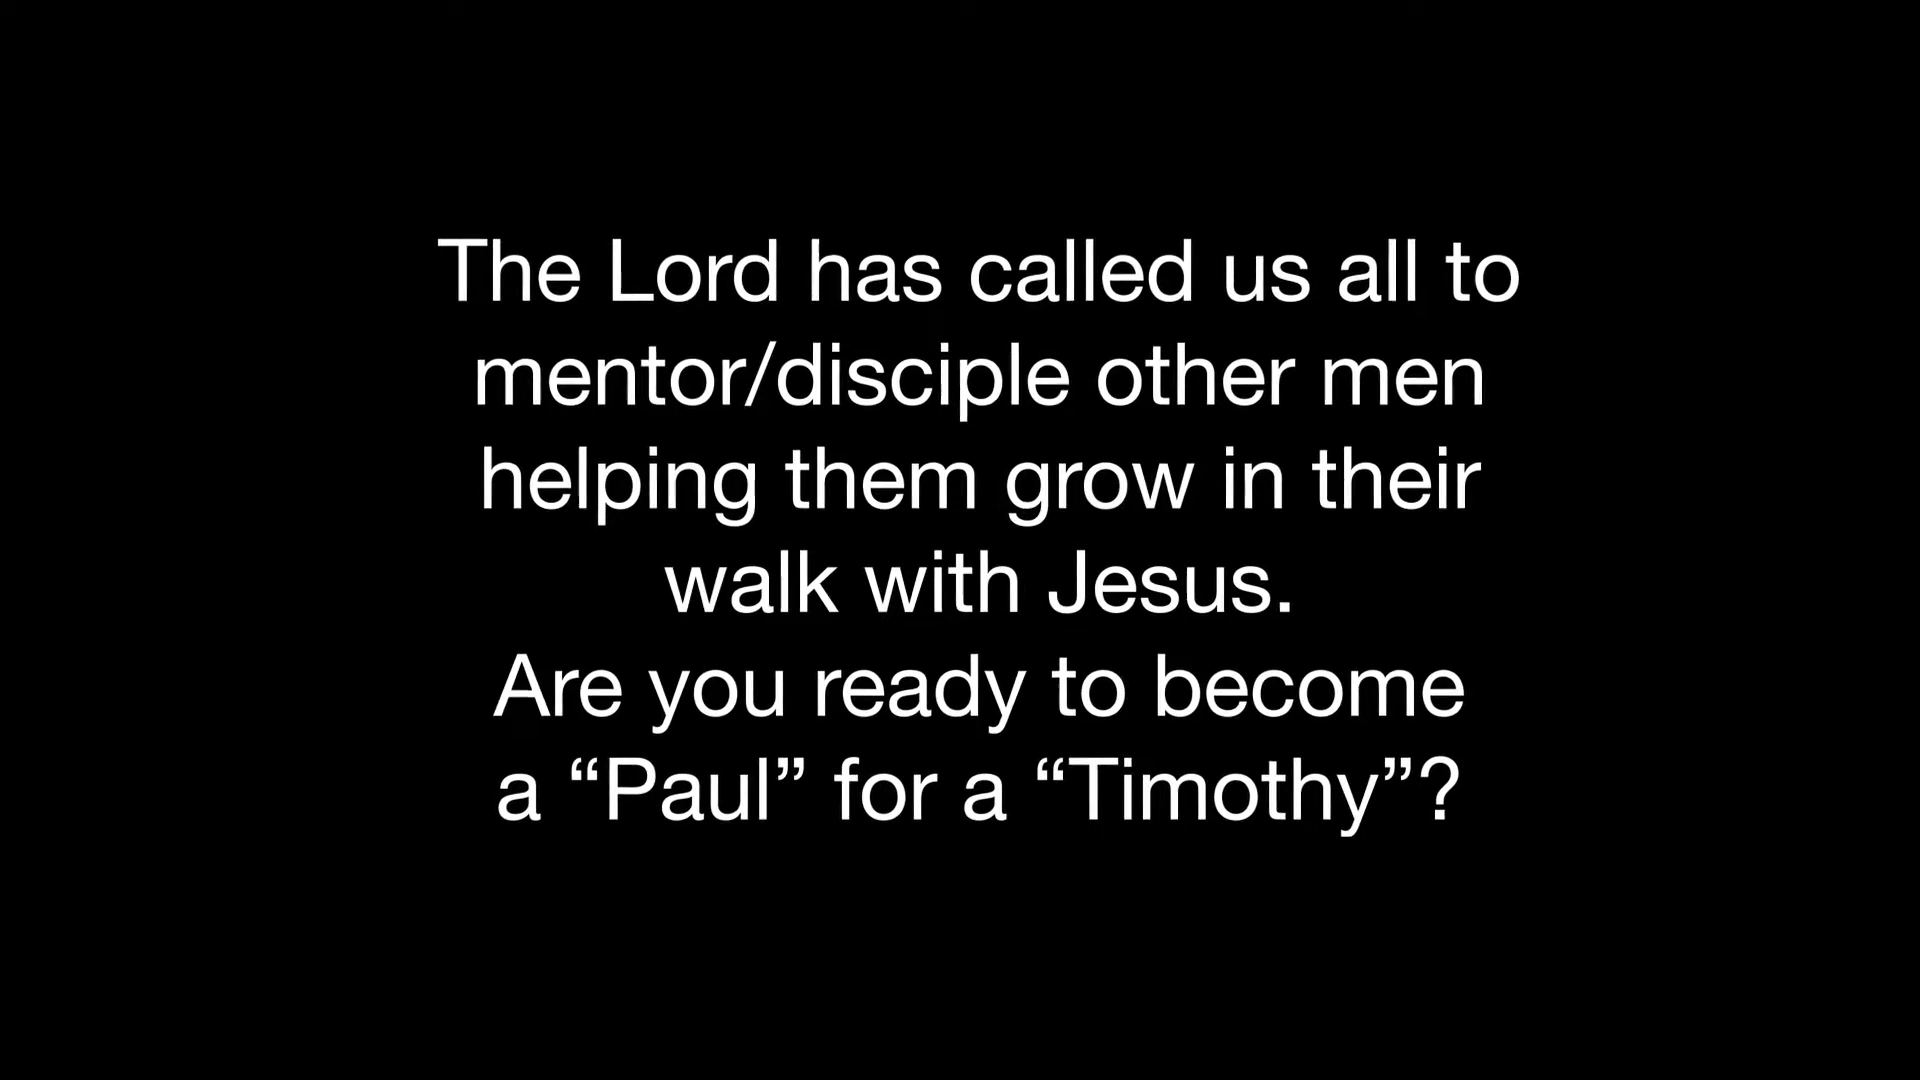 The Lord has called us all to
mentor/disciple other men
helping them grow in their
walk with Jesus.
Are you ready to become
a “Paul” for a “Timothy”?